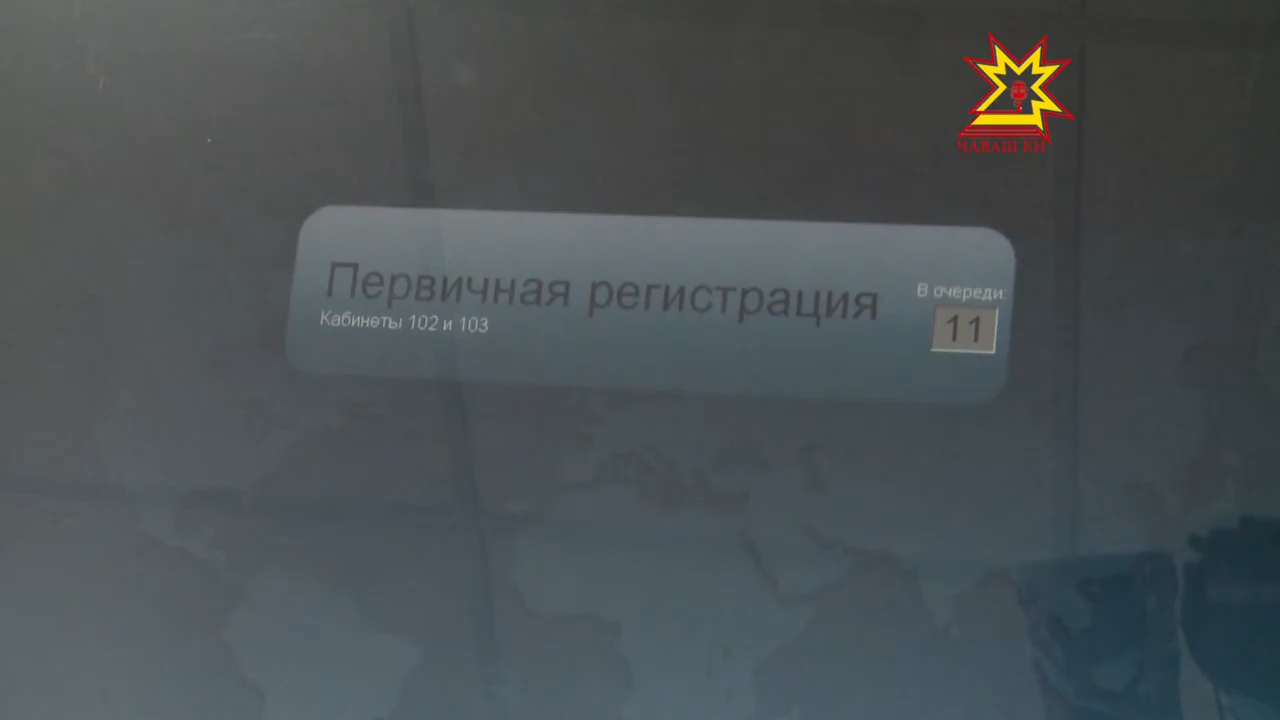 ЧĂВАШ ЕН
Первичная регистрация
Кабинеты 102 и 103
В очереди:
11